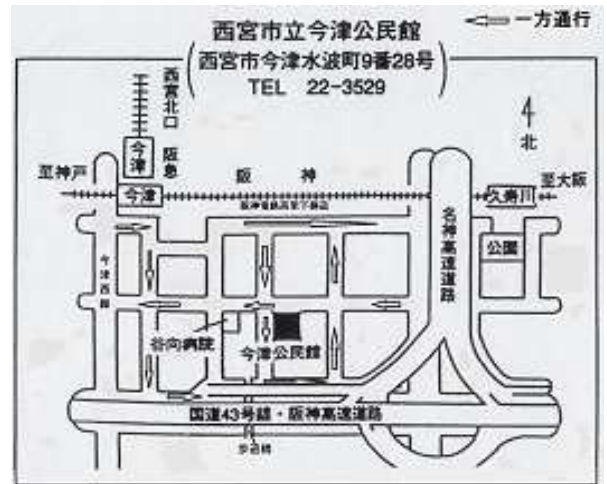 西宮市立今津公民館
一方通行
西宮市今津水波町9番28号
TEL 22-3529
西宮北口
阪急
今津
北
至神戸
阪神
至大阪
今津
久寿川
公園
名神高速道路
今津西線
谷向病院
今津公民館
国道43号線・阪神高速道路
歩道橋